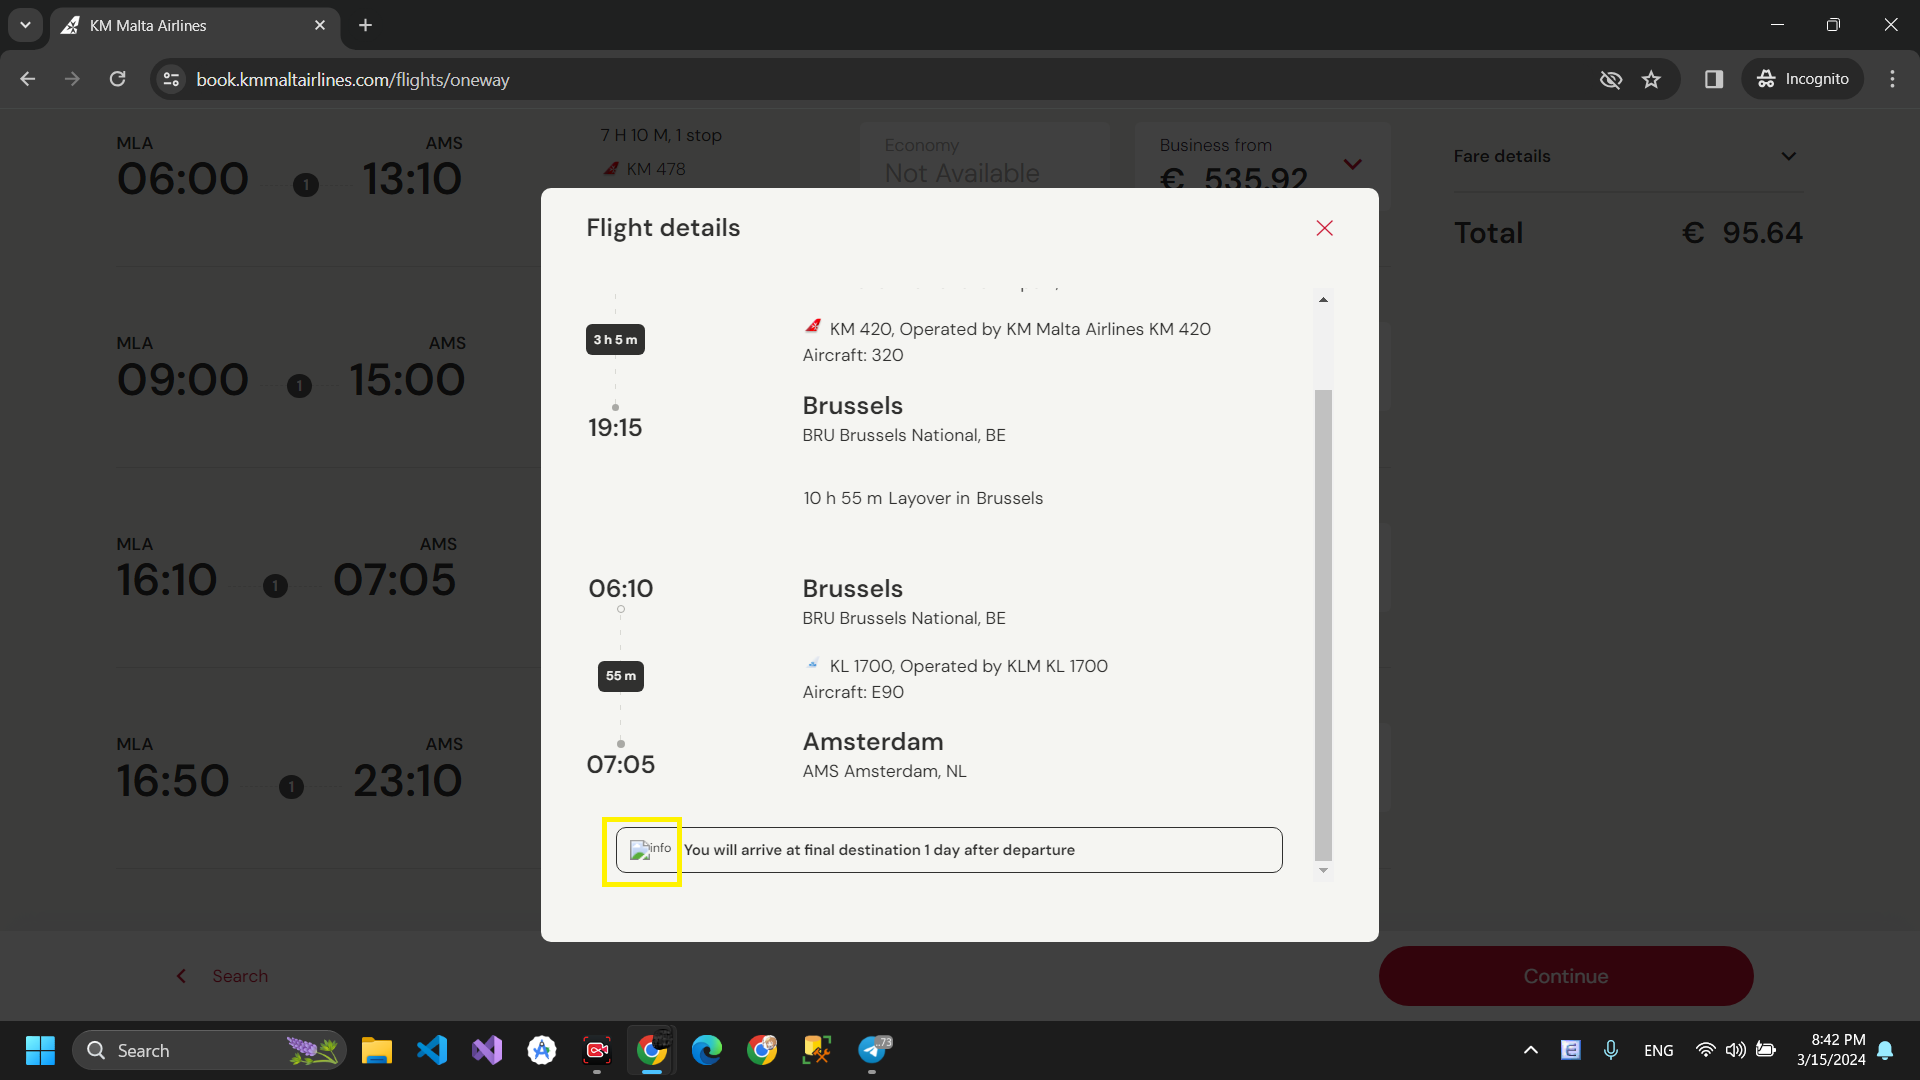 KM Malta Airlines
book.kmmaltairlines.com/flights/oneway
Incognito
MLA
AMS
06:00
1
13:10
7 H 10 M, 1 stop
KM 478
Economy
Not Available
Business from
€ 535.92
Fare details
Total
€ 95.64
MLA
AMS
09:00
1
15:00
MLA
AMS
16:10
1
07:05
MLA
AMS
16:50
1
23:10
Flight details
3 h 5 m
KM 420, Operated by KM Malta Airlines KM 420
Aircraft: 320
19:15
Brussels
BRU Brussels National, BE
10 h 55 m Layover in Brussels
06:10
Brussels
BRU Brussels National, BE
55 m
KL 1700, Operated by KLM KL 1700
Aircraft: E90
07:05
Amsterdam
AMS Amsterdam, NL
info
You will arrive at final destination 1 day after departure
Search
Continue
Search
73
ENG
8:42 PM
3/15/2024